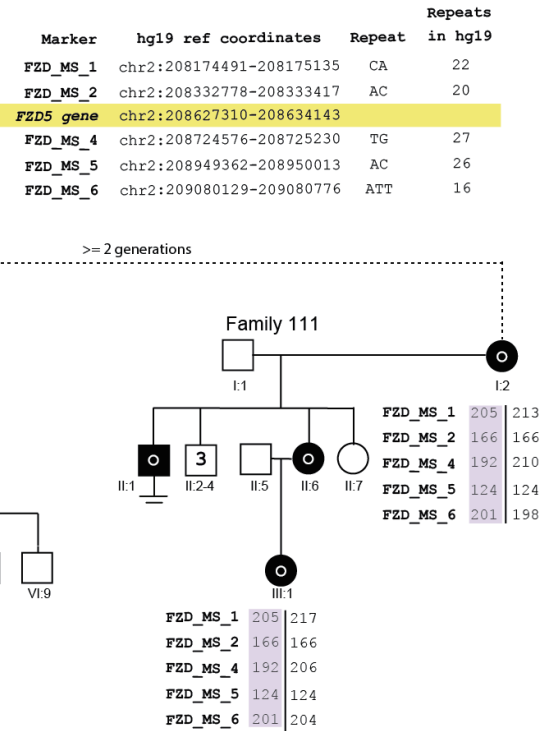 Repeats
Marker hg19 ref coordinates Repeat in hg19
FZD_MS_1 chr2:208174491-208175135 CA 22
FZD_MS_2 chr2:208332778-208333417 AC 20
FZD5 gene chr2:208627310-208634143
FZD_MS_4 chr2:208724576-208725230 TG 27
FZD_MS_5 chr2:208949362-208950013 AC 26
FZD_MS_6 chr2:209080129-209080776 ATT 16
>= 2 generations
Family 111
I:1 I:2
FZD_MS_1 205 213
FZD_MS_2 166 166
FZD_MS_4 192 210
FZD_MS_5 124 124
FZD_MS_6 201 198
3
II:1 II:2-4 II:5 II:6 II:7
VI:9
III:1
FZD_MS_1 205 217
FZD_MS_2 166 166
FZD_MS_4 192 206
FZD_MS_5 124 124
FZD_MS_6 201 204